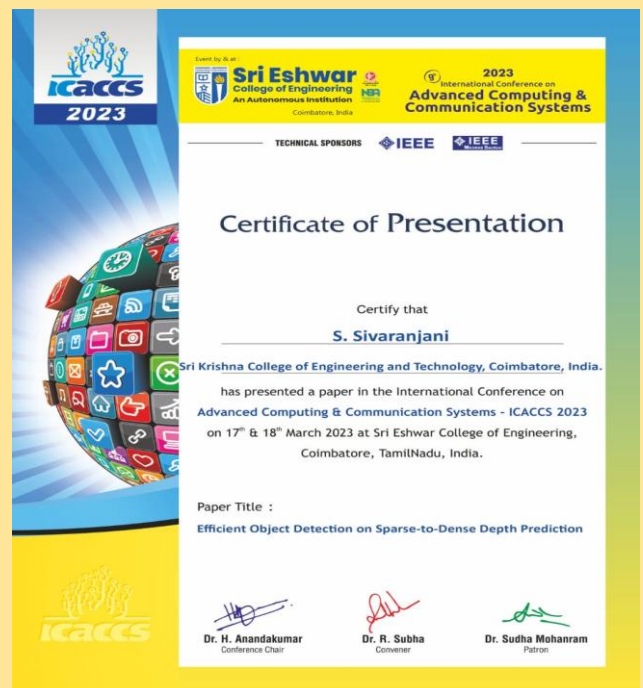 icaccs
2023
Event by & at :
Sri Eshwar
College of Engineering
An Autonomous Institution
Coimbatore, India
NBA
2023
International Conference on
Advanced Computing &
Communication Systems
TECHNICAL SPONSORS IEEE IEEE
Madras Section
Certificate of Presentation
Certify that
S. Sivaranjani
Sri Krishna College of Engineering and Technology, Coimbatore, India.
has presented a paper in the International Conference on
Advanced Computing & Communication Systems - ICACCS 2023
on 17th & 18th March 2023 at Sri Eshwar College of Engineering,
Coimbatore, TamilNadu, India.
Paper Title :
Efficient Object Detection on Sparse-to-Dense Depth Prediction
icaccs
Dr. H. Anandakumar Dr. R. Subha Dr. Sudha Mohanram
Conference Chair Convener Patron